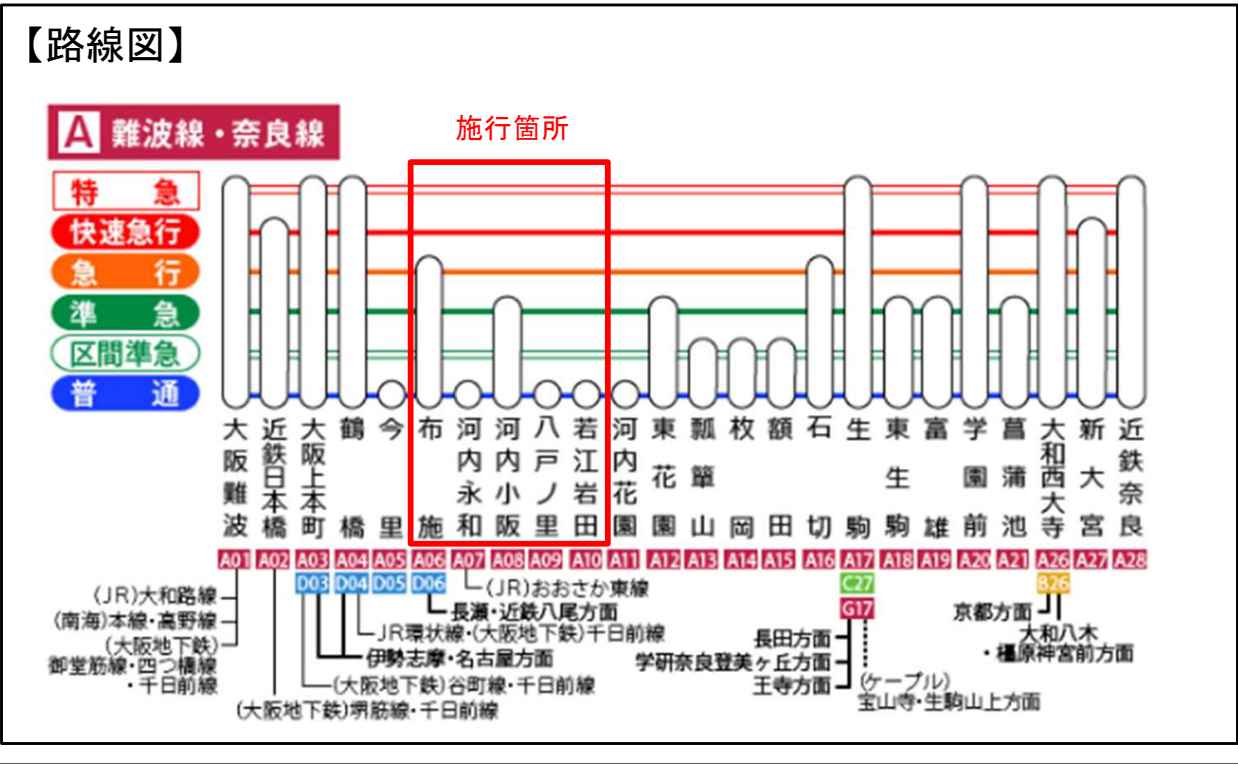 【路線図】
A 難波線・奈良線
施行箇所
特急
快速急行
急行
準急
区間準急
普通
大阪難波
近鉄日本橋
大阪上本町
鶴橋
今里
布施
河内永和
河内小阪
八戸ノ里
若江岩田
河内花園
東花園
瓢簞山
枚岡
額田
石切
生駒
東生駒
富雄
学園前
菖蒲池
大和西大寺
新大宮
近鉄奈良
A01 A02 A03 A04 A05 A06 A07 A08 A09 A10 A11 A12 A13 A14 A15 A16 A17 A18 A19 A20 A21 A26 A27 A28
D03 D04 D05 D06 C27 B26
G17
(JR)大和路線
(南海)本線・高野線
(大阪地下鉄)
御堂筋線・四つ橋線
・千日前線
(大阪地下鉄)堺筋線・千日前線
(大阪地下鉄)谷町線・千日前線
伊勢志摩・名古屋方面
JR環状線・(大阪地下鉄)千日前線
長瀬・近鉄八尾方面
(JR)おおさか東線
長田方面
学研奈良登美ヶ丘方面
王寺方面
(ケーブル)
宝山寺・生駒山上方面
京都方面
大和八木
・橿原神宮前方面